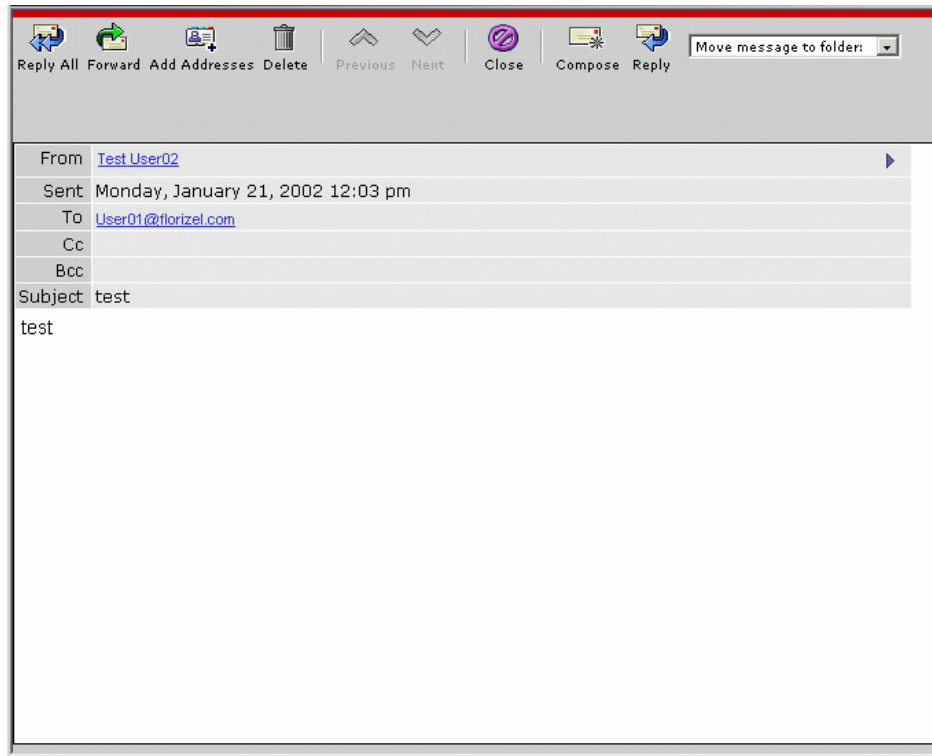 Reply All Forward Add Addresses Delete Previous Next Close Compose Reply Move message to folder:
From Test User02
Sent Monday, January 21, 2002 12:03 pm
To User01@florizel.com
Cc
Bcc
Subject test
test